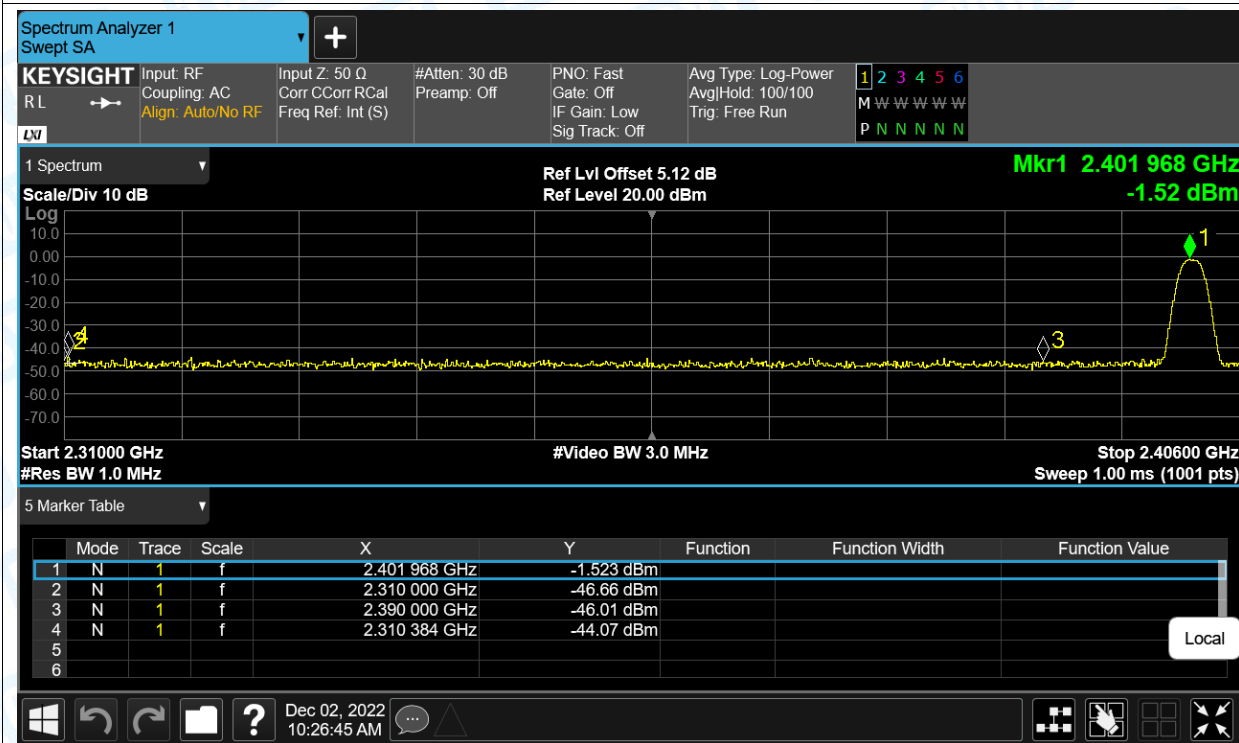 Spectrum Analyzer 1
Swept SA
KEYSIGHT
R L
LXI
Input: RF
Coupling: AC
Align: Auto/No RF
Input Z: 50 Ω
Corr CCorr RCal
Freq Ref: Int (S)
#Atten: 30 dB
Preamp: Off
PNO: Fast
Gate: Off
IF Gain: Low
Sig Track: Off
Avg Type: Log-Power
Avg|Hold: 100/100
Trig: Free Run
1 2 3 4 5 6
M W W W W W
P N N N N N
1 Spectrum
Scale/Div 10 dB
Ref Lvl Offset 5.12 dB
Ref Level 20.00 dBm
Mkr1 2.401 968 GHz
-1.52 dBm
Log
10.0
0.00
-10.0
-20.0
-30.0
-40.0
-50.0
-60.0
-70.0
1
2
4
3
Start 2.31000 GHz
#Res BW 1.0 MHz
#Video BW 3.0 MHz
Stop 2.40600 GHz
Sweep 1.00 ms (1001 pts)
5 Marker Table
Mode Trace Scale X Y Function Function Width Function Value
1 N 1 f 2.401 968 GHz -1.523 dBm
2 N 1 f 2.310 000 GHz -46.66 dBm
3 N 1 f 2.390 000 GHz -46.01 dBm
4 N 1 f 2.310 384 GHz -44.07 dBm
5
6
Local
?
Dec 02, 2022
10:26:45 AM